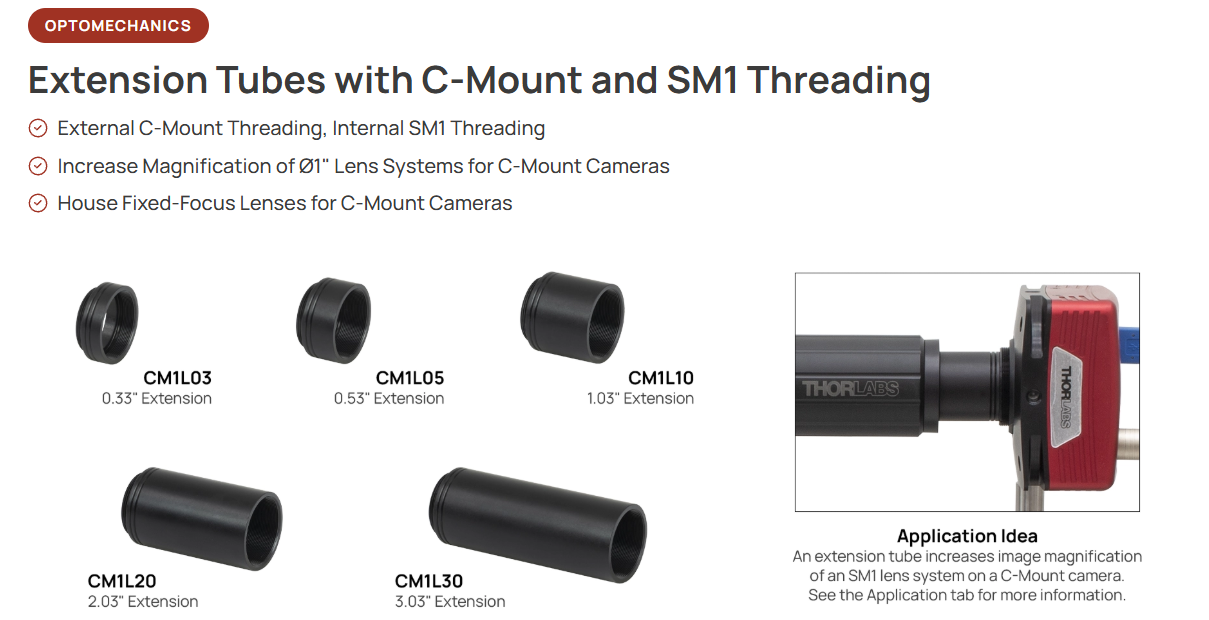 OPTOMECHANICS
Extension Tubes with C-Mount and SM1 Threading
External C-Mount Threading, Internal SM1 Threading
Increase Magnification of Ø1" Lens Systems for C-Mount Cameras
House Fixed-Focus Lenses for C-Mount Cameras
CM1L03
0.33" Extension
CM1L05
0.53" Extension
CM1L10
1.03" Extension
THORLABS
THORLABS
CM1L20
2.03" Extension
CM1L30
3.03" Extension
Application Idea
An extension tube increases image magnification
of an SM1 lens system on a C-Mount camera.
See the Application tab for more information.